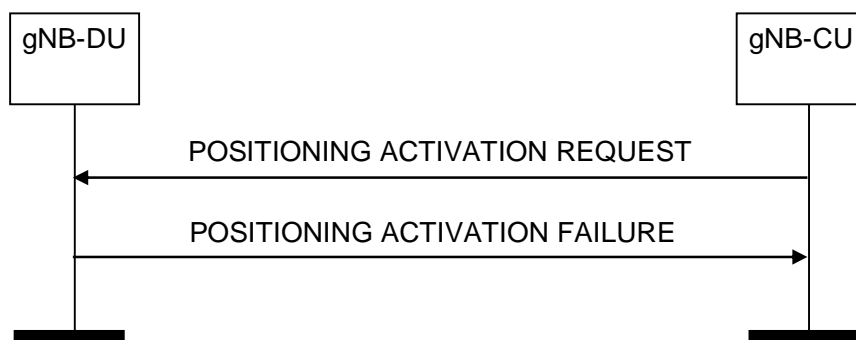 gNB-DU
gNB-CU
POSITIONING ACTIVATION REQUEST
POSITIONING ACTIVATION FAILURE